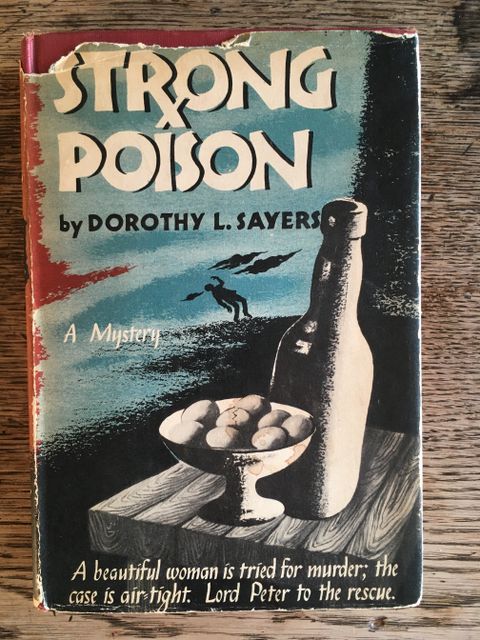 STRONG
POISON
by DOROTHY L. SAYERS
A Mystery
A beautiful woman is tried for murder; the
case is air-tight. Lord Peter to the rescue.